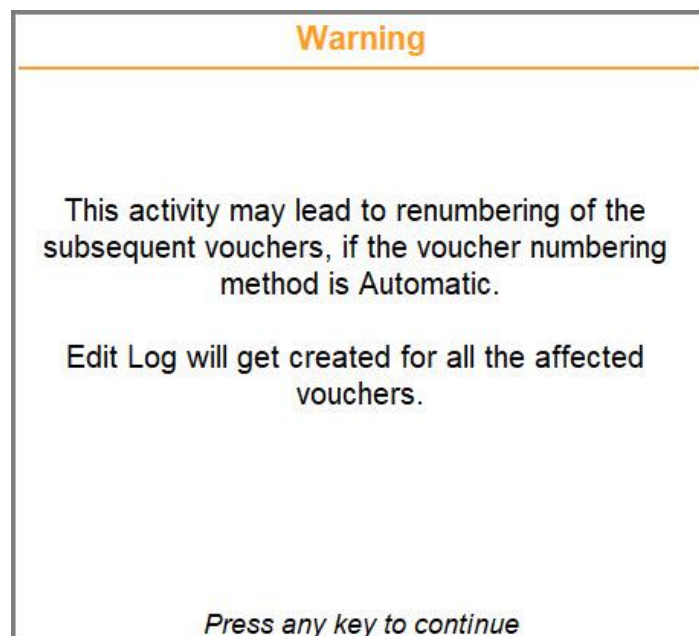 Warning
This activity may lead to renumbering of the
subsequent vouchers, if the voucher numbering
method is Automatic.
Edit Log will get created for all the affected
vouchers.
Press any key to continue